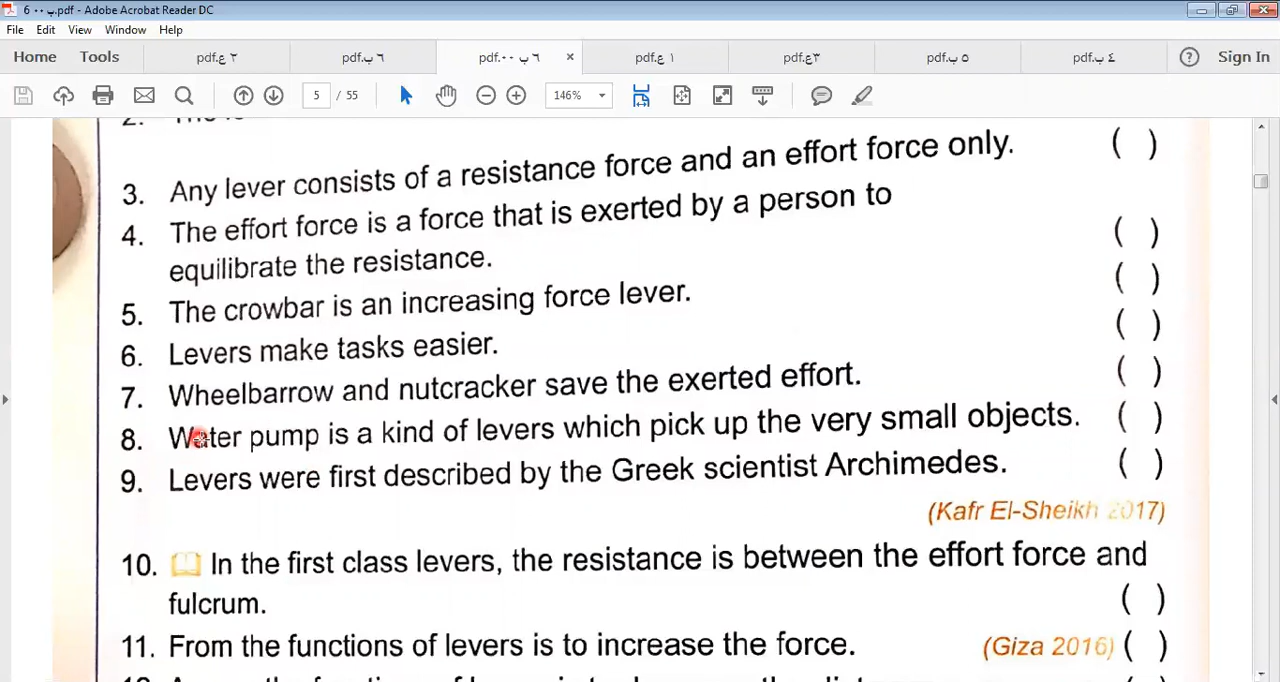 6 ب٠٠.pdf - Adobe Acrobat Reader DC
File Edit View Window Help
Home Tools ٢ ع.pdf ٦ ب.pdf ٦ ب ٠٠.pdf × ١ ع.pdf ٣ع.pdf ٥ ب.pdf ٤ ب.pdf ? Sign In
5 / 55 146%
2.
3. Any lever consists of a resistance force and an effort force only. ( )
4. The effort force is a force that is exerted by a person to
equilibrate the resistance. ( )
5. The crowbar is an increasing force lever. ( )
6. Levers make tasks easier. ( )
7. Wheelbarrow and nutcracker save the exerted effort. ( )
8. Water pump is a kind of levers which pick up the very small objects. ( )
9. Levers were first described by the Greek scientist Archimedes. ( )
(Kafr El-Sheikh 2017)
10. In the first class levers, the resistance is between the effort force and
fulcrum. ( )
11. From the functions of levers is to increase the force. (Giza 2016) ( )